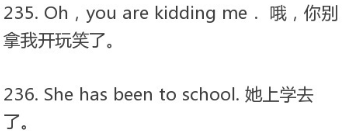 235. Oh , you are kidding me . 哦，你别
拿我开玩笑了。
236. She has been to school. 她上学去
了。